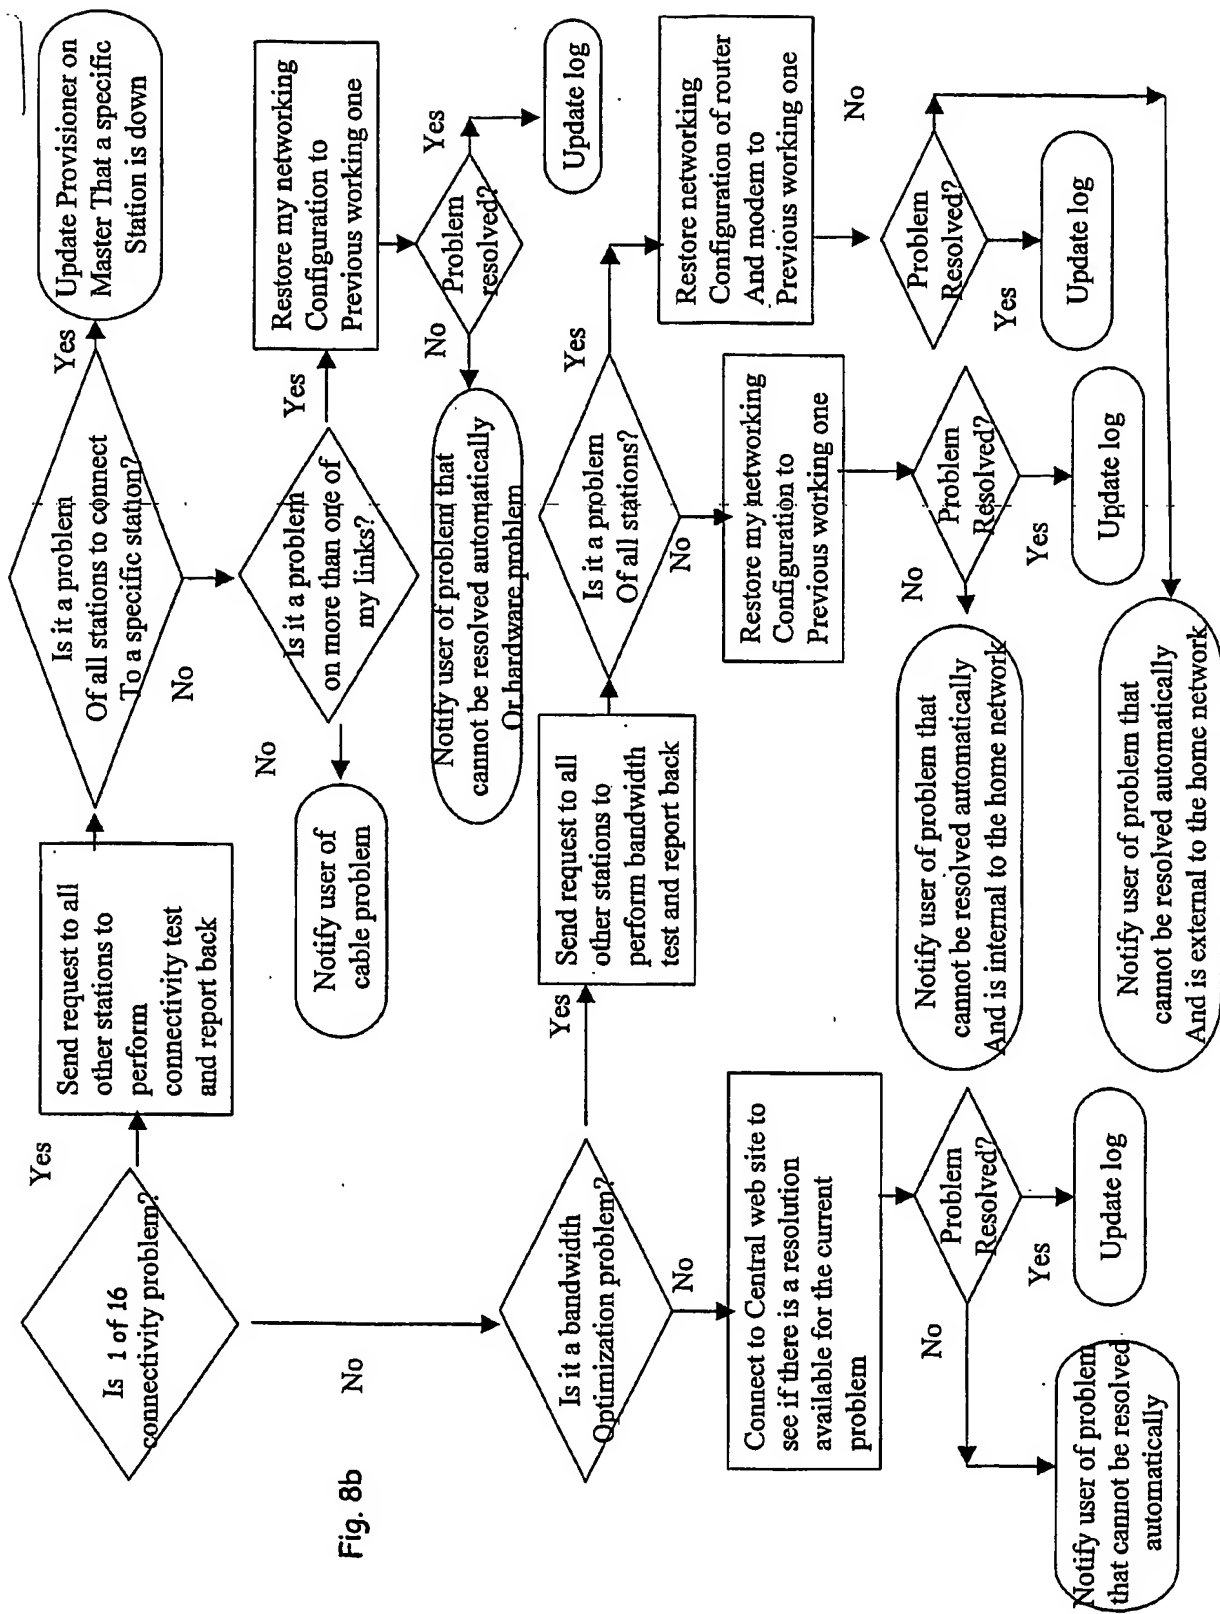 Is 1 of 16
connectivity problem?
Yes
Send request to all
other stations to
perform
connectivity test
and report back
Is it a problem
Of all stations to connect
To a specific station?
Yes
Update Provisioner on
Master That a specific
Station is down
No
Is it a problem
on more than one of
my links?
Yes
Restore my networking
Configuration to
Previous working one
No
Notify user of
cable problem
Problem
resolved?
Yes
Update log
No
Notify user of problem that
cannot be resolved automatically
Or hardware problem
No
Fig. 8b
Is it a bandwidth
Optimization problem?
Yes
Send request to all
other stations to
perform bandwidth
test and report back
Is it a problem
Of all stations?
Yes
Restore networking
Configuration of router
And modem to
Previous working one
No
Restore my networking
Configuration to
Previous working one
Problem
Resolved?
No
Yes
Update log
Problem
Resolved?
No
Yes
Update log
Notify user of problem that
cannot be resolved automatically
And is internal to the home network
Notify user of problem that
cannot be resolved automatically
And is external to the home network
No
Connect to Central web site to
see if there is a resolution
available for the current
problem
Problem
Resolved?
Yes
Update log
No
Notify user of problem
that cannot be resolved
automatically